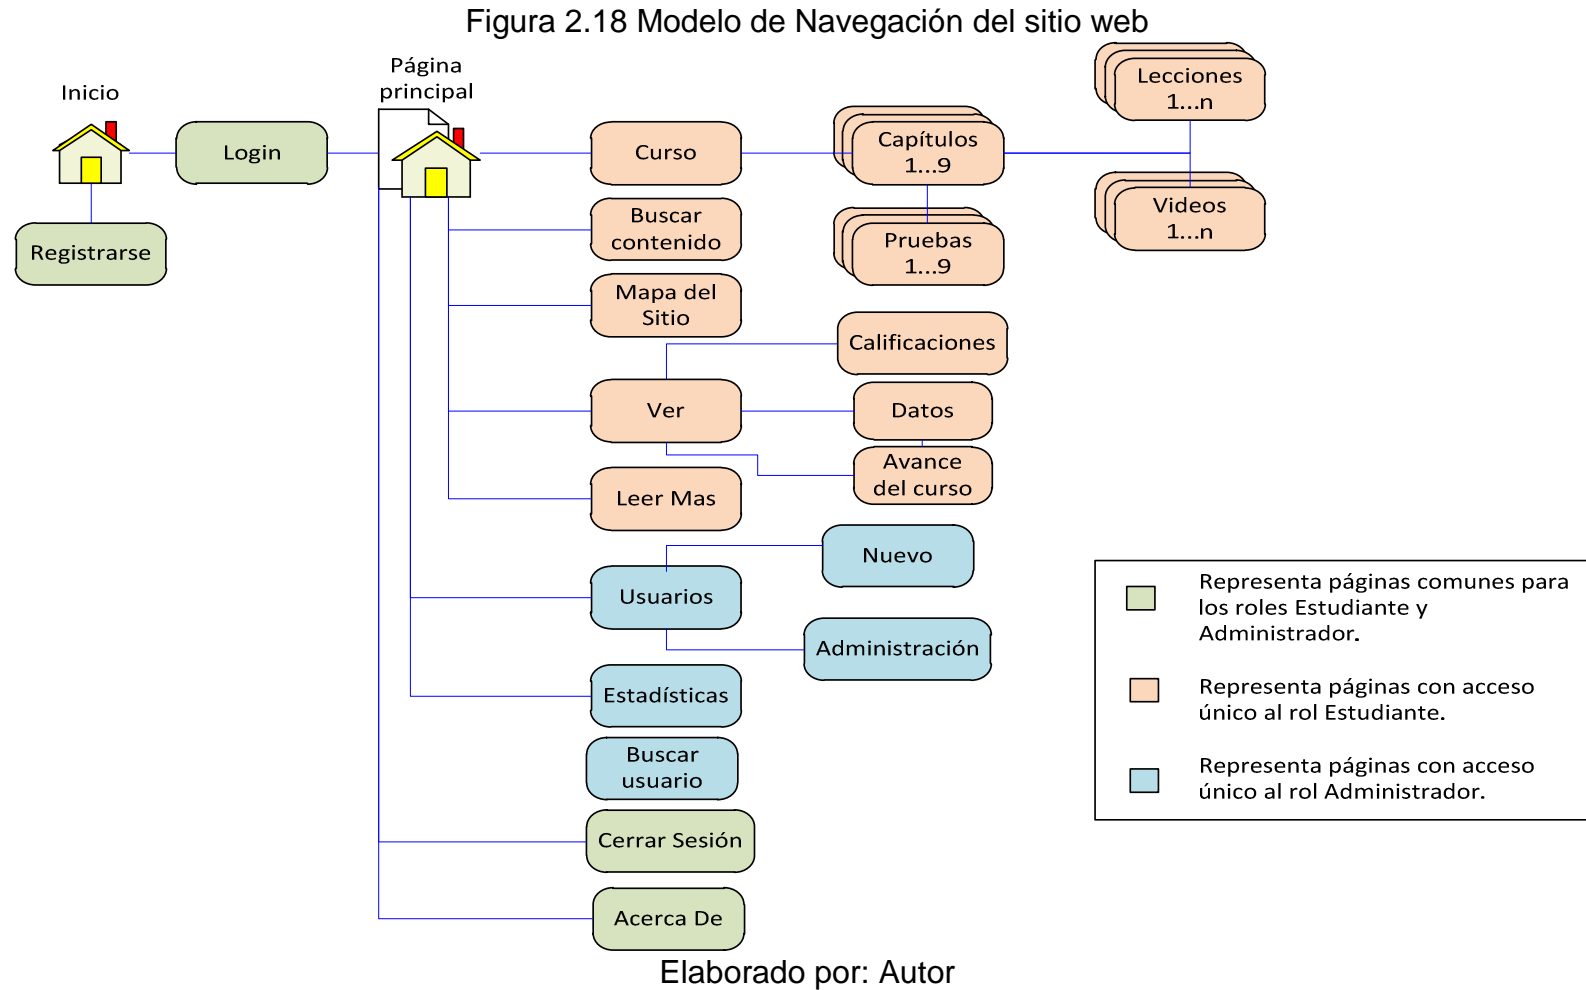 Figura 2.18 Modelo de Navegación del sitio web
Inicio
Página
principal
Login
Registrarse
Curso
Capítulos
1...9
Lecciones
1...n
Videos
1...n
Pruebas
1...9
Buscar
contenido
Mapa del
Sitio
Calificaciones
Ver
Datos
Avance
del curso
Leer Mas
Nuevo
Usuarios
Administración
Estadísticas
Buscar
usuario
Cerrar Sesión
Acerca De
Representa páginas comunes para
los roles Estudiante y
Administrador.
Representa páginas con acceso
único al rol Estudiante.
Representa páginas con acceso
único al rol Administrador.
Elaborado por: Autor